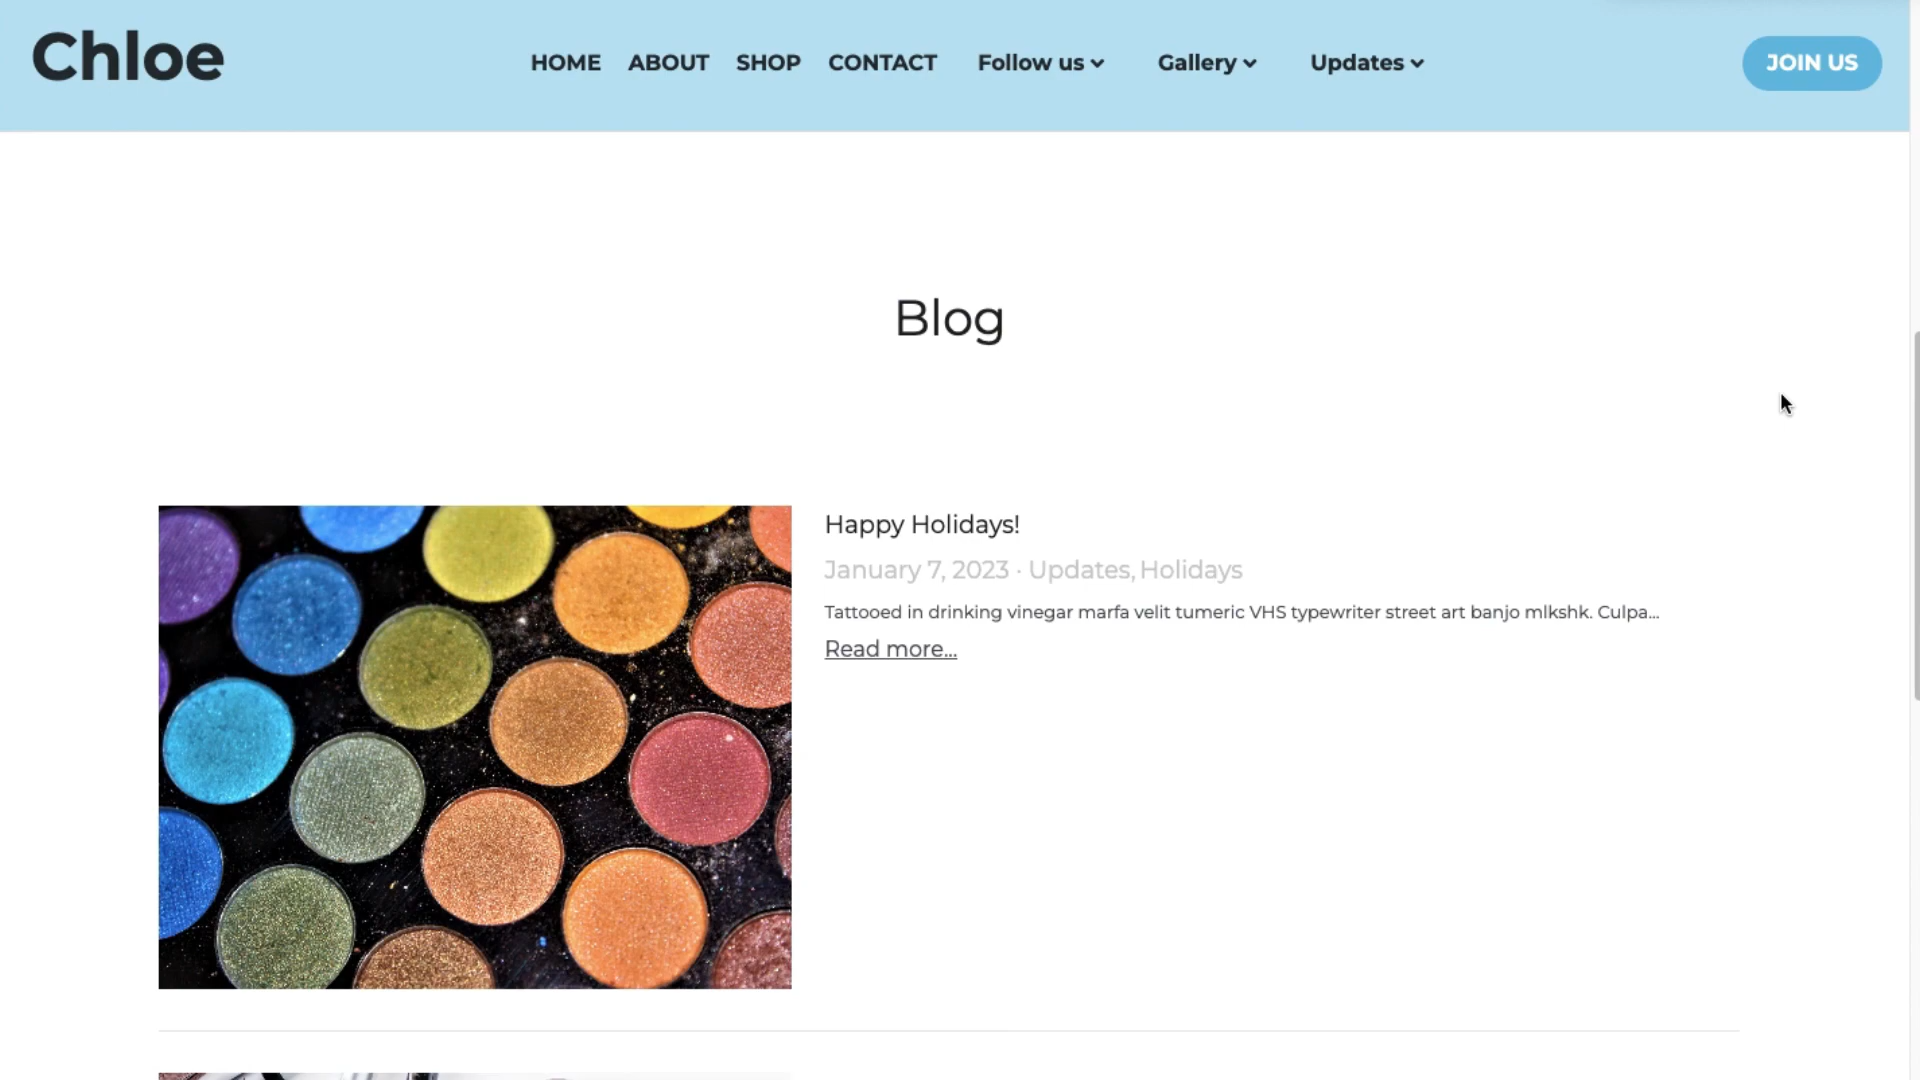 Chloe
HOME ABOUT SHOP CONTACT Follow us Gallery Updates
JOIN US
Blog
Happy Holidays!
January 7, 2023 · Updates, Holidays
Tattooed in drinking vinegar marfa velit tumeric VHS typewriter street art banjo mlkshk. Culpa...
Read more...